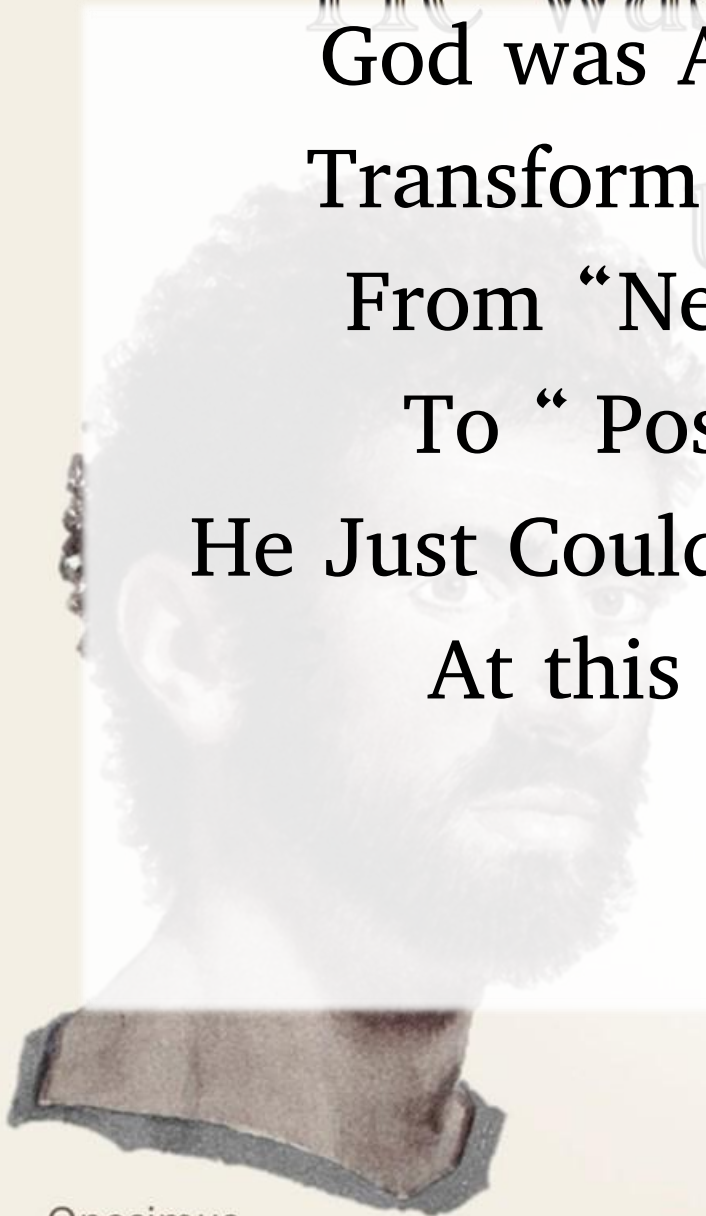 God was A
Transform
From “Ne
To “ Pos
He Just Could
At this